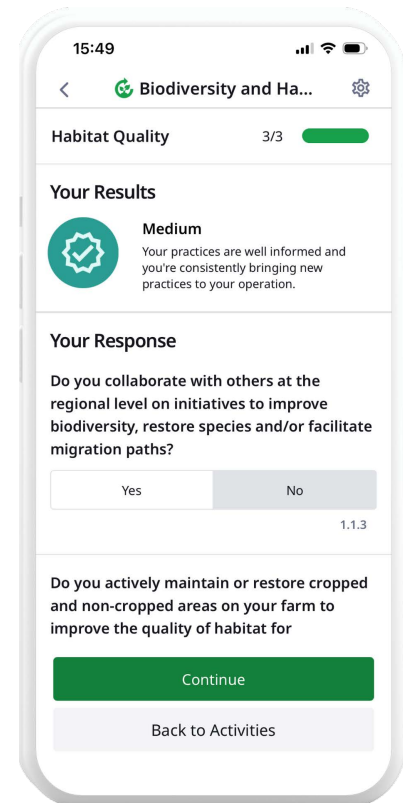 15:49
Biodiversity and Ha...
Habitat Quality 3/3
Your Results
Medium
Your practices are well informed and
you're consistently bringing new
practices to your operation.
Your Response
Do you collaborate with others at the
regional level on initiatives to improve
biodiversity, restore species and/or facilitate
migration paths?
Yes No
1.1.3
Do you actively maintain or restore cropped
and non-cropped areas on your farm to
improve the quality of habitat for
Continue
Back to Activities